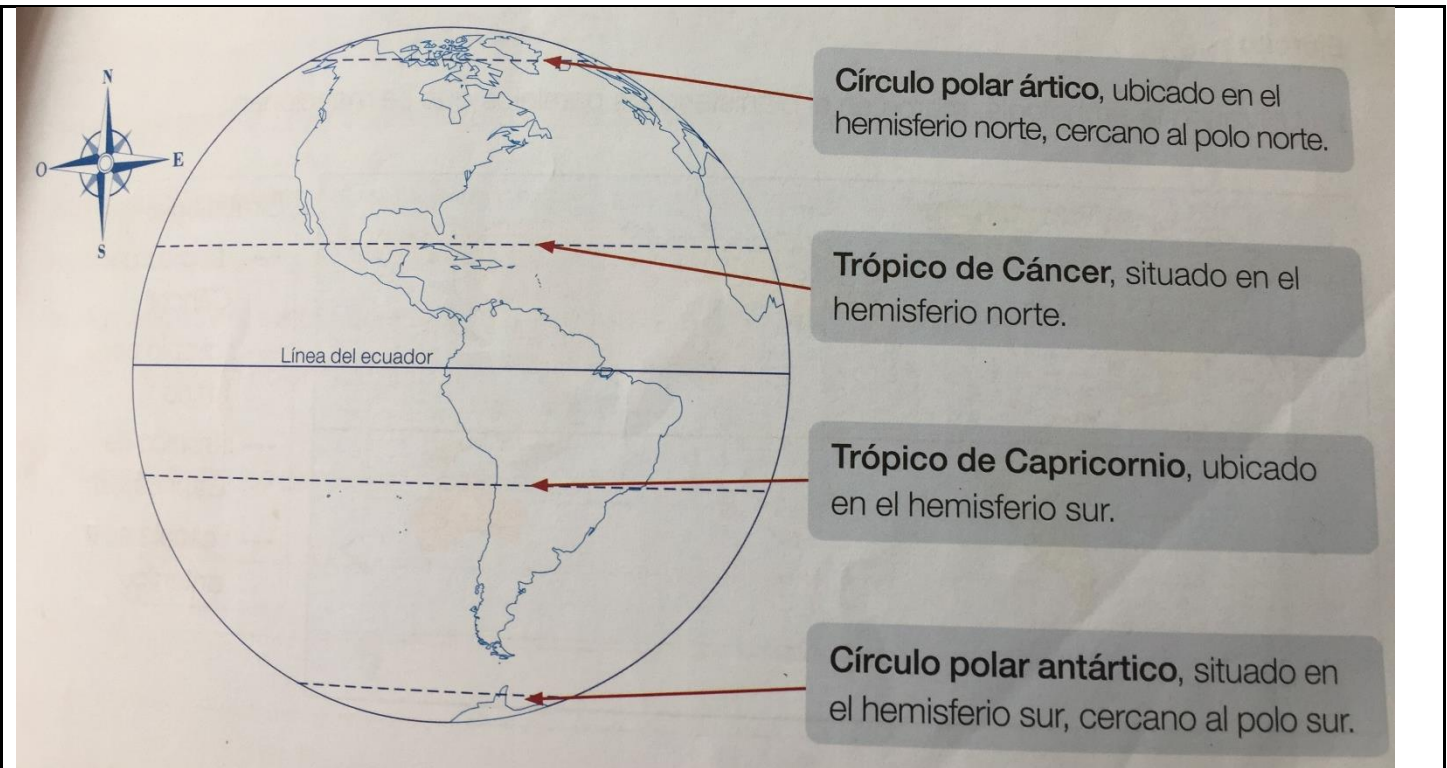 N
O
E
S
Círculo polar ártico, ubicado en el
hemisferio norte, cercano al polo norte.
Trópico de Cáncer, situado en el
hemisferio norte.
Línea del ecuador
Trópico de Capricornio, ubicado
en el hemisferio sur.
Círculo polar antártico, situado en
el hemisferio sur, cercano al polo sur.